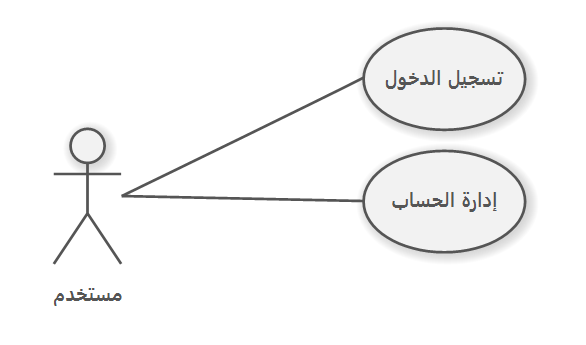 تسجيل الدخول
إدارة الحساب
مستخدم